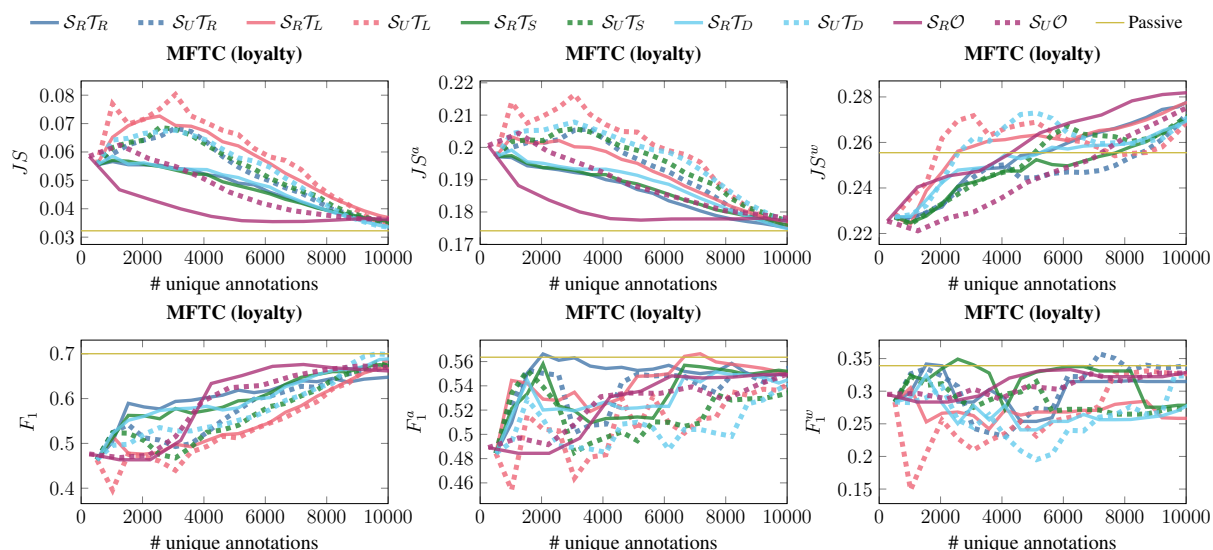 S_R T_R S_U T_R S_R T_L S_U T_L S_R T_S S_U T_S S_R T_D S_U T_D S_R O S_U O Passive
MFTC (loyalty) MFTC (loyalty) MFTC (loyalty)
JS
0.08
0.07
0.06
0.05
0.04
0.03
0 2000 4000 6000 8000 10000
# unique annotations
JS^a
0.22
0.21
0.2
0.19
0.18
0.17
0 2000 4000 6000 8000 10000
# unique annotations
JS^w
0.28
0.26
0.24
0.22
0 2000 4000 6000 8000 10000
# unique annotations
MFTC (loyalty) MFTC (loyalty) MFTC (loyalty)
F_1
0.7
0.6
0.5
0.4
0 2000 4000 6000 8000 10000
# unique annotations
F_1^a
0.56
0.54
0.52
0.5
0.48
0.46
0 2000 4000 6000 8000 10000
# unique annotations
F_1^w
0.35
0.3
0.25
0.2
0.15
0 2000 4000 6000 8000 10000
# unique annotations